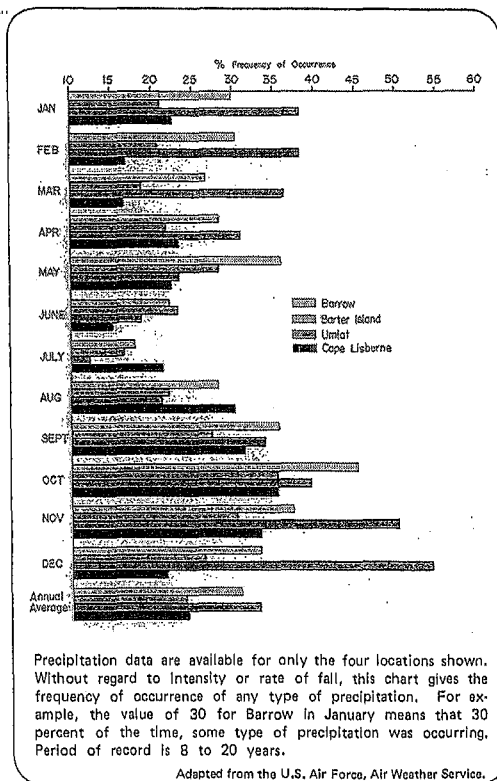 % Frequency of Occurrence
10 15 20 25 30 35 40 45 50 55 60
JAN
FEB
MAR
APR
MAY
JUNE
JULY
AUG
SEPT
OCT
NOV
DEC
Annual
Average
Barrow
Barter Island
Umiat
Cape Lisburne
Precipitation data are available for only the four locations shown.
Without regard to intensity or rate of fall, this chart gives the
frequency of occurrence of any type of precipitation. For ex-
ample, the value of 30 for Barrow in January means that 30
percent of the time, some type of precipitation was occurring.
Period of record is 8 to 20 years.
Adapted from the U.S. Air Force, Air Weather Service.